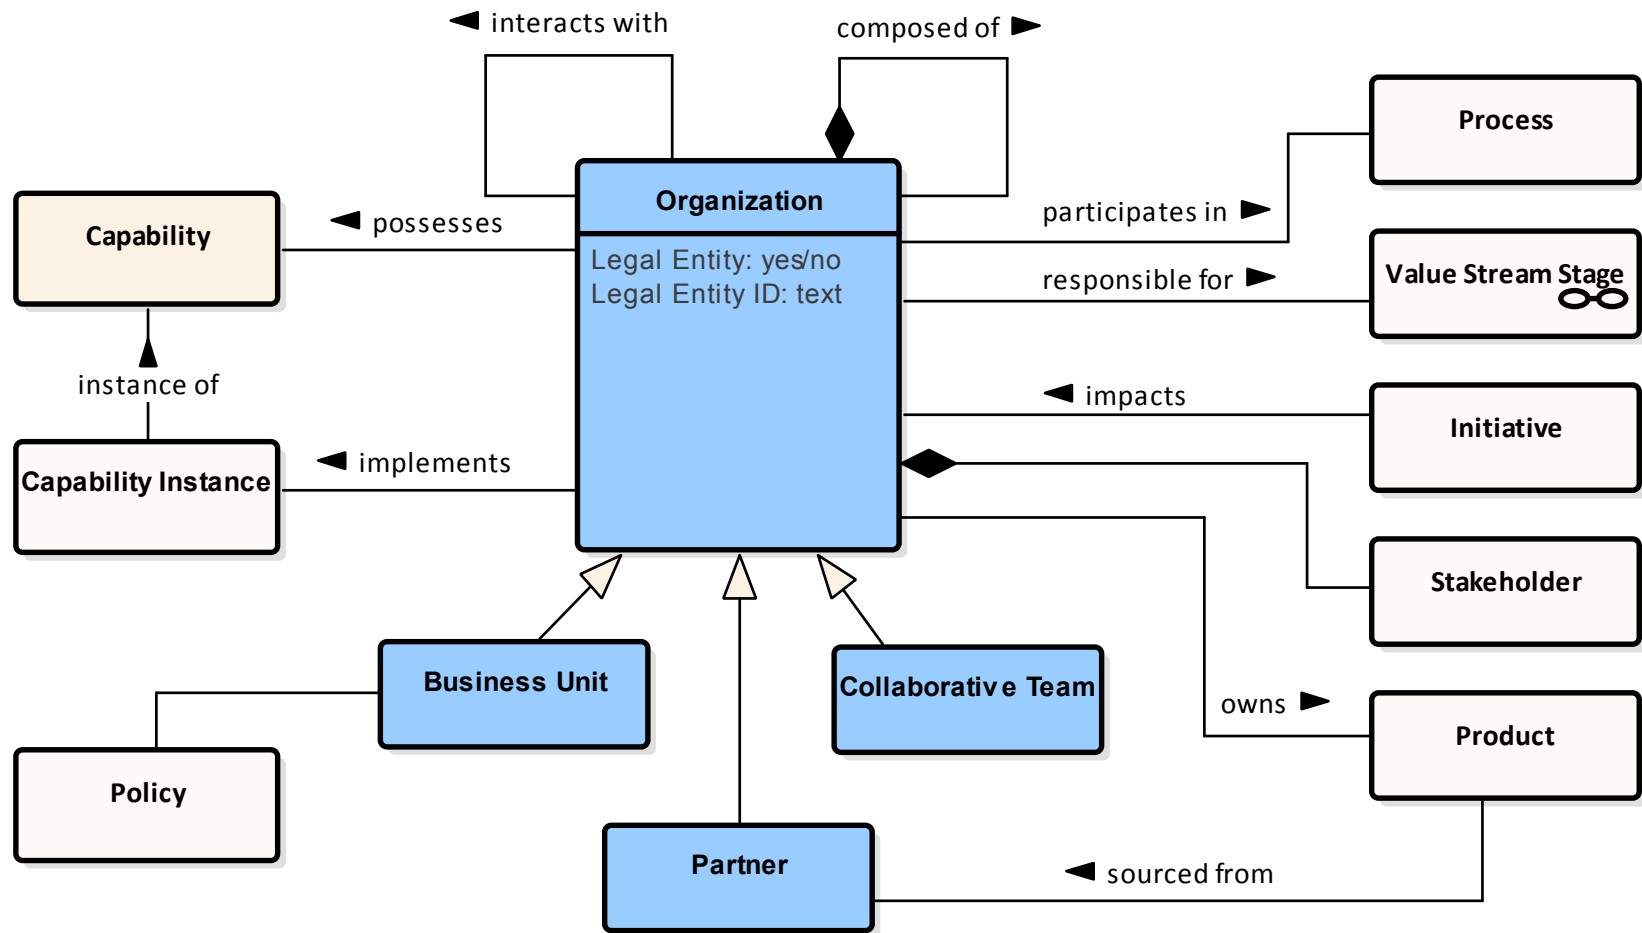 interacts with
composed of
Process
Organization
Capability
possesses
participates in
Legal Entity: yes/no
Legal Entity ID: text
responsible for
Value Stream Stage
instance of
impacts
Initiative
Capability Instance
implements
Stakeholder
Business Unit
Collaborative Team
owns
Product
Policy
Partner
sourced from